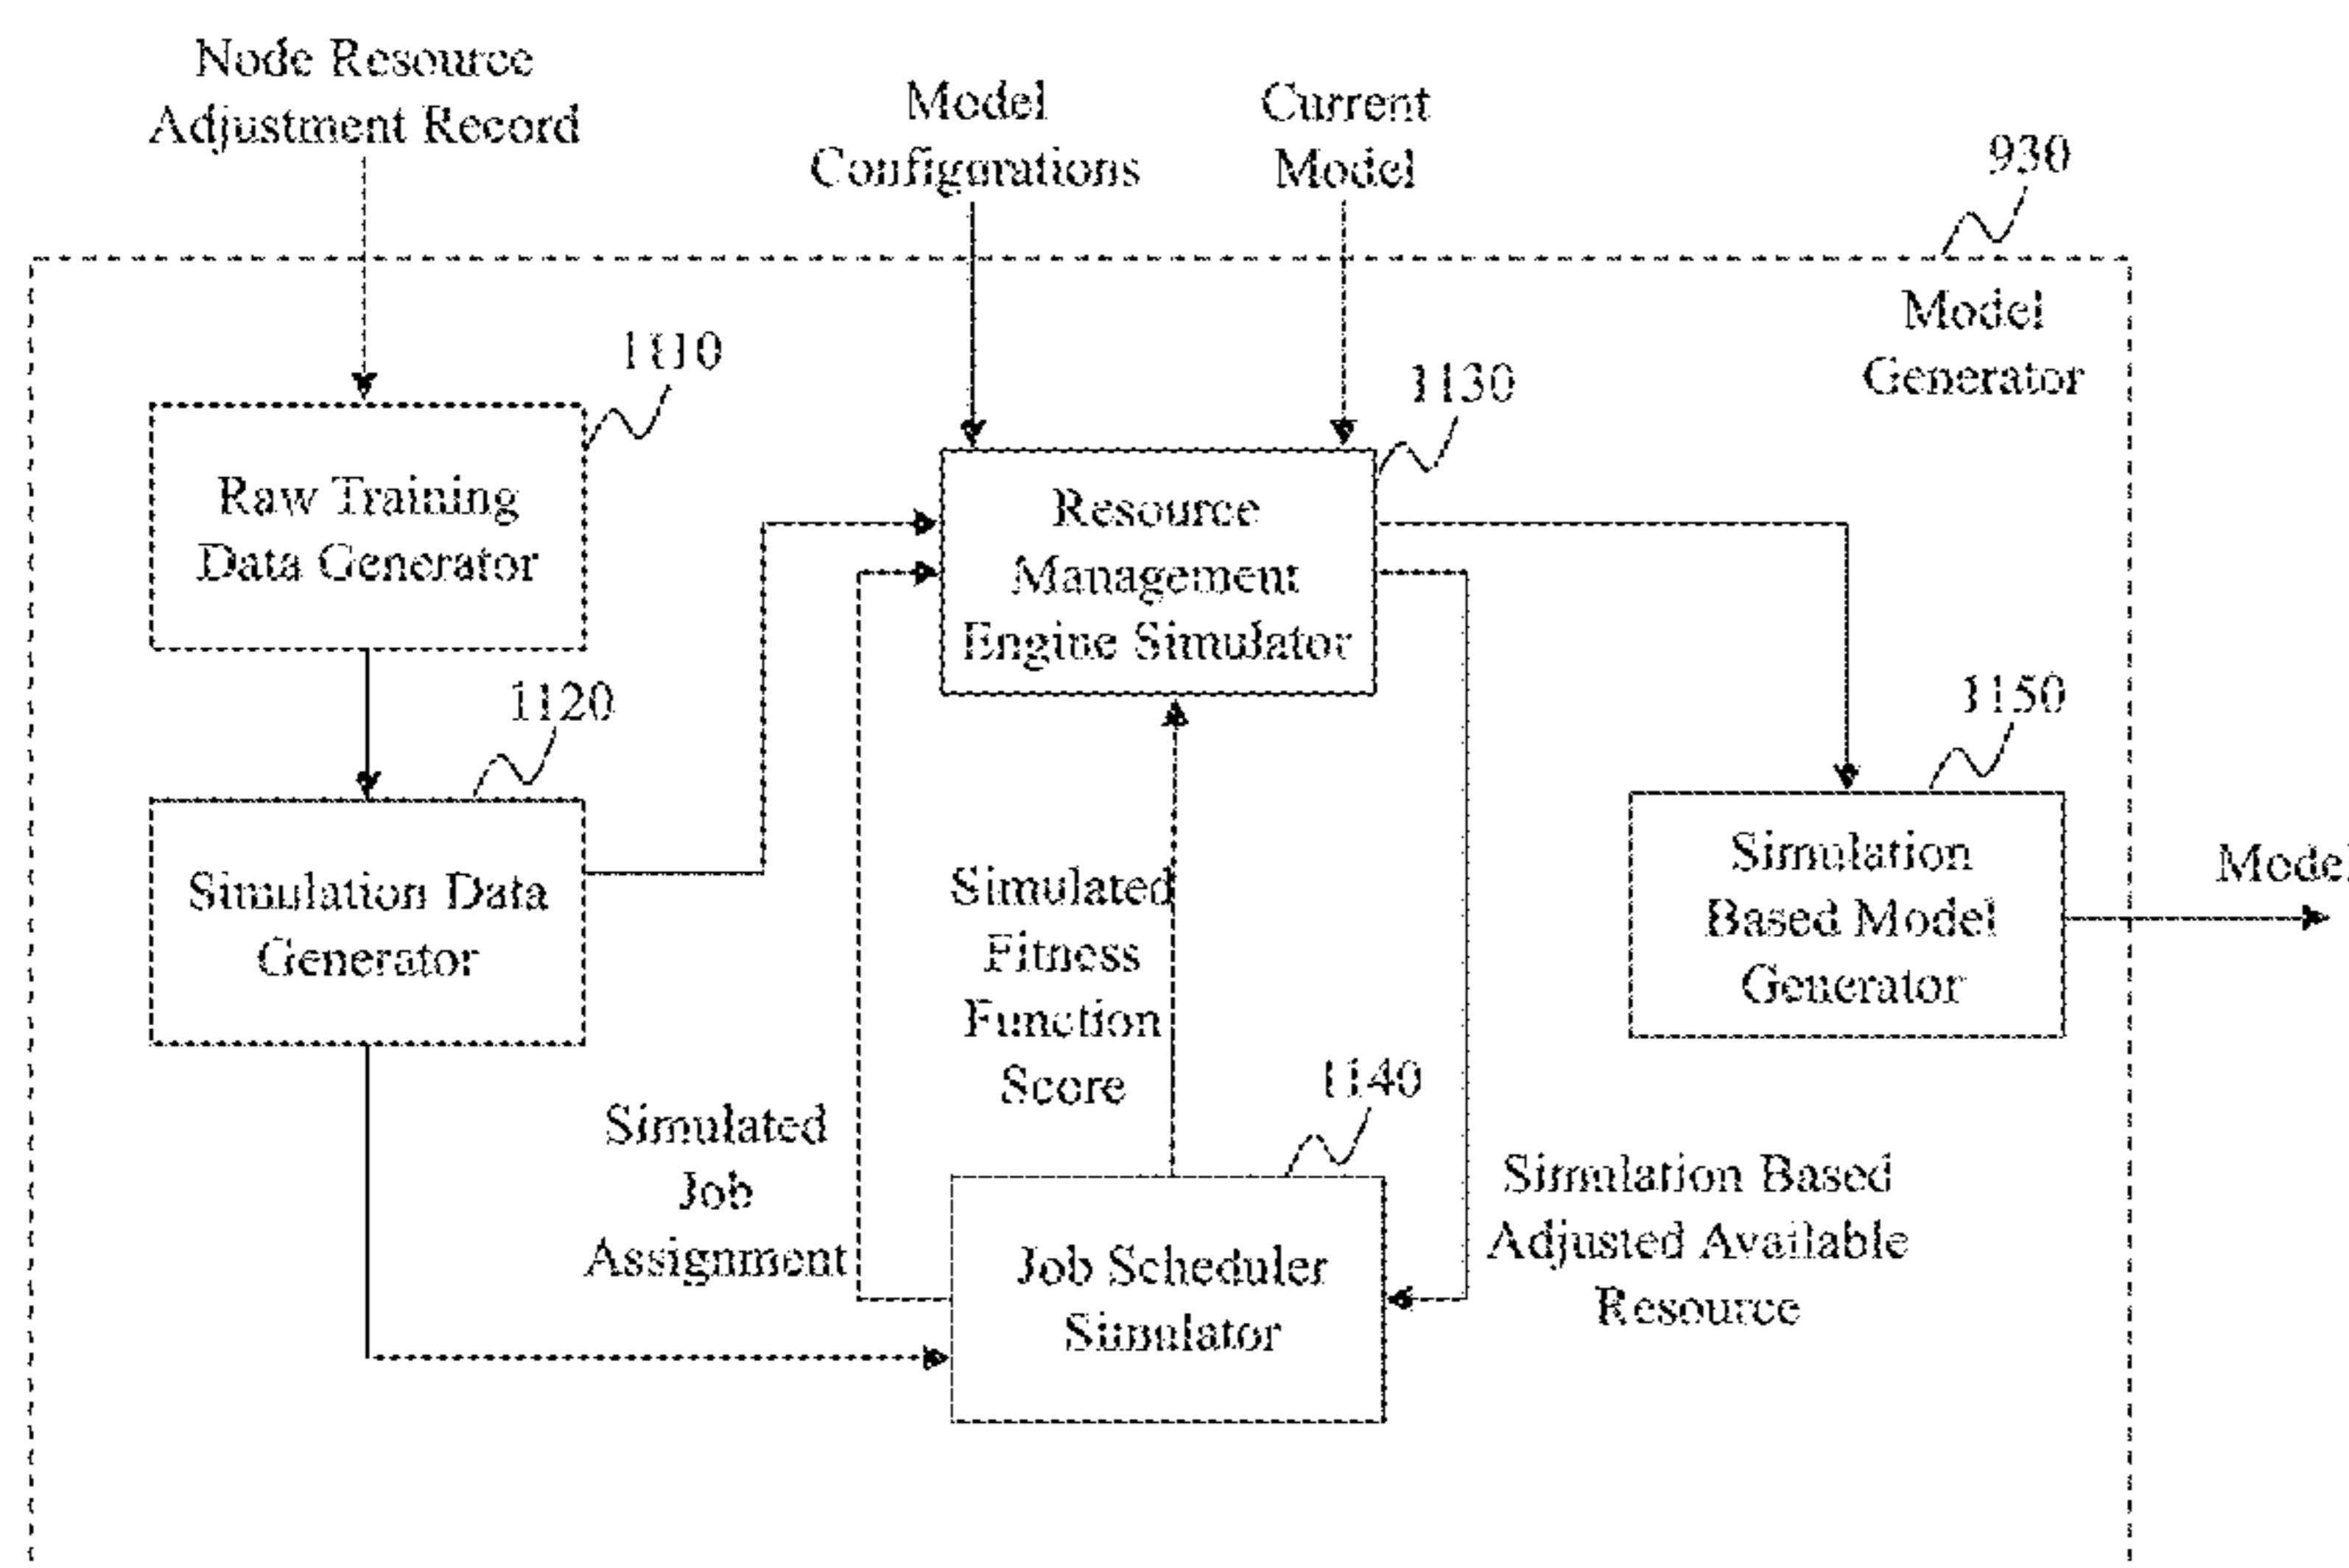 Node Resource
Adjustment Record
Model
Configurations
Current
Model
930
Model
Generator
1110
1130
Raw Training
Data Generator
Resource
Management
Engine Simulator
1120
1150
Simulation Data
Generator
Simulated
Fitness
Function
Score
Simulation
Based Model
Generator
Model
1140
Simulated
Job
Assignment
Job Scheduler
Simulator
Simulation Based
Adjusted Available
Resource